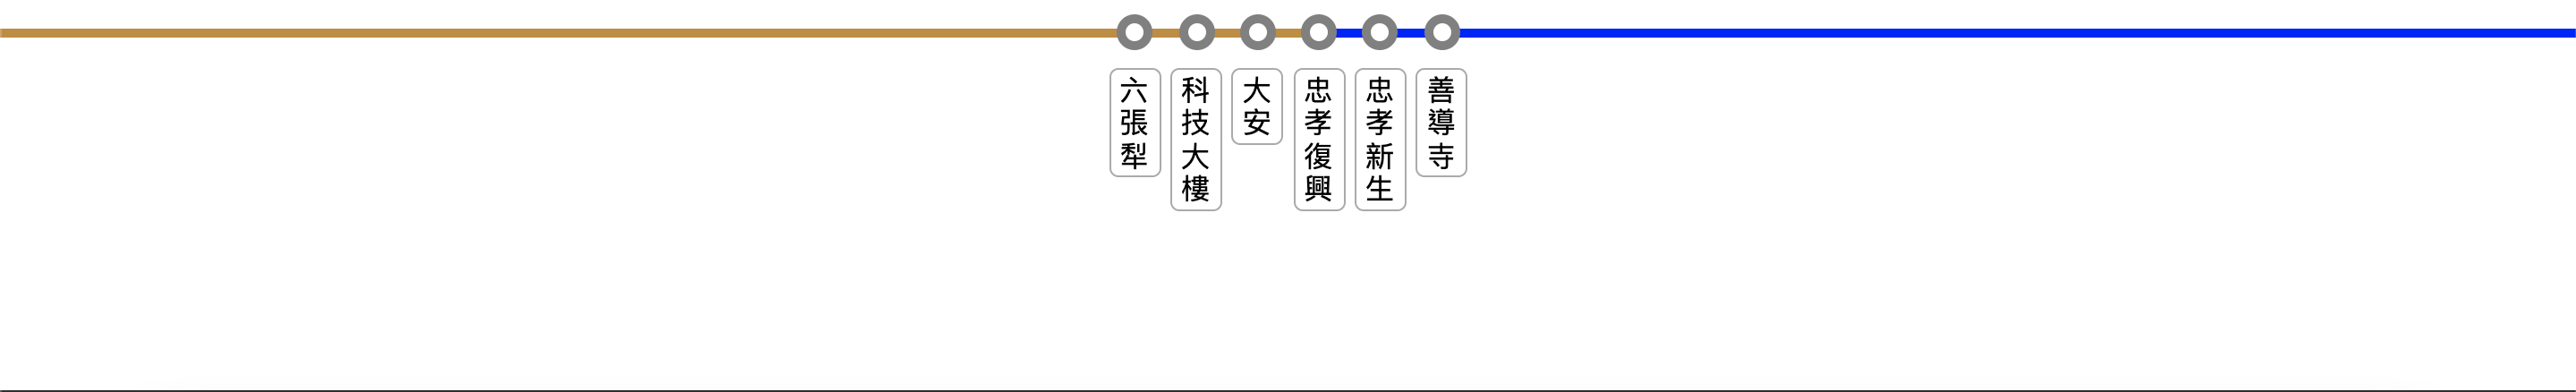 六張犁
科技大樓
大安
忠孝復興
忠孝新生
善導寺